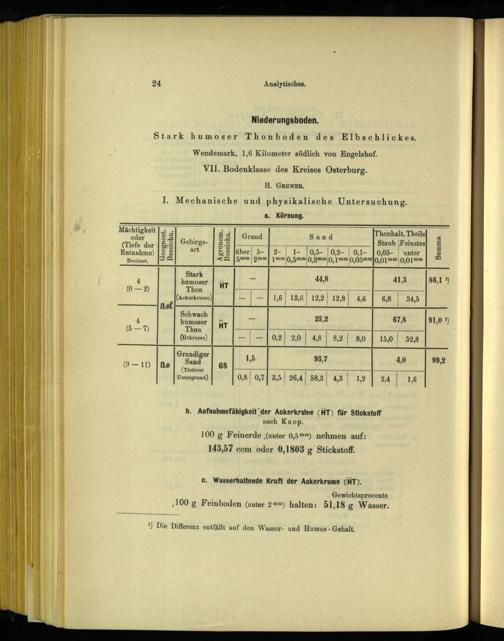 24
Analytisches.
Niederungsboden.
Stark humoser Thonboden des Elbschlickes.
Wendemark, 1,6 Kilometer südlich von Engelshof.
VII. Bodenklasse des Kreises Osterburg.
H. Gruner.
I. Mechanische und physikalische Untersuchung.
a. Körnung.
Mächtigkeit oder (Tiefe der Entnahme) Decimet. Geognost. Bezeichn. Gebirgsart Agronom. Bezeichn. Grand Sand Thonhalt. Theile Summa
über 5mm 5–2mm 2–1mm 1–0,5mm 0,5–0,2mm 0,2–0,1mm 0,1–0,05mm Staub 0,05–0,01mm Feinstes unter 0,01mm
4 (0–2) Stark humoser Thon (Ackerkrume) HT — 44,8 41,3 86,1 ¹)
— — 1,6 13,6 12,2 12,8 4,6 6,8 34,5
4 (5–7) Schwach humoser Thon (Urkrume) HT — 23,2 67,8 91,0 ¹)
— — 0,2 2,0 4,8 8,2 8,0 15,0 52,8
(9–11) Grandiger Sand (Tieferer Untergrund) GS 1,5 93,7 4,0 99,2
0,8 0,7 3,5 26,4 58,3 4,3 1,2 2,4 1,6
b. Aufnahmefähigkeit der Ackerkrume (HT) für Stickstoff
nach Knop.
100 g Feinerde (unter 0,5mm) nehmen auf:
143,57 ccm oder 0,1803 g Stickstoff.
c. Wasserhaltende Kraft der Ackerkrume (HT).
Gewichtsprocente
100 g Feinboden (unter 2mm) halten: 51,18 g Wasser.
¹) Die Differenz entfällt auf den Wasser- und Humus-Gehalt.